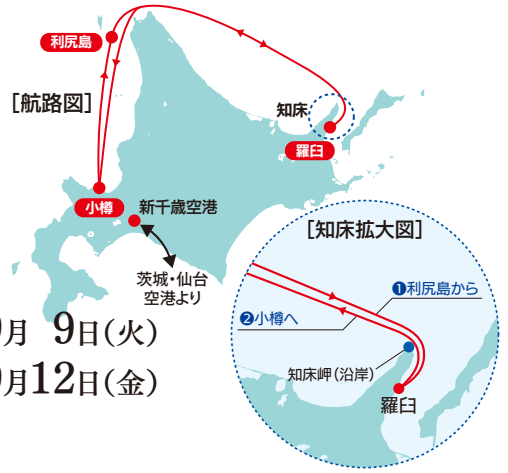 利尻島
[航路図]
知床
羅臼
小樽
新千歳空港
茨城・仙台
空港より
[知床拡大図]
❶利尻島から
❷小樽へ
知床岬(沿岸)
羅臼
月 9日(火)
月12日(金)